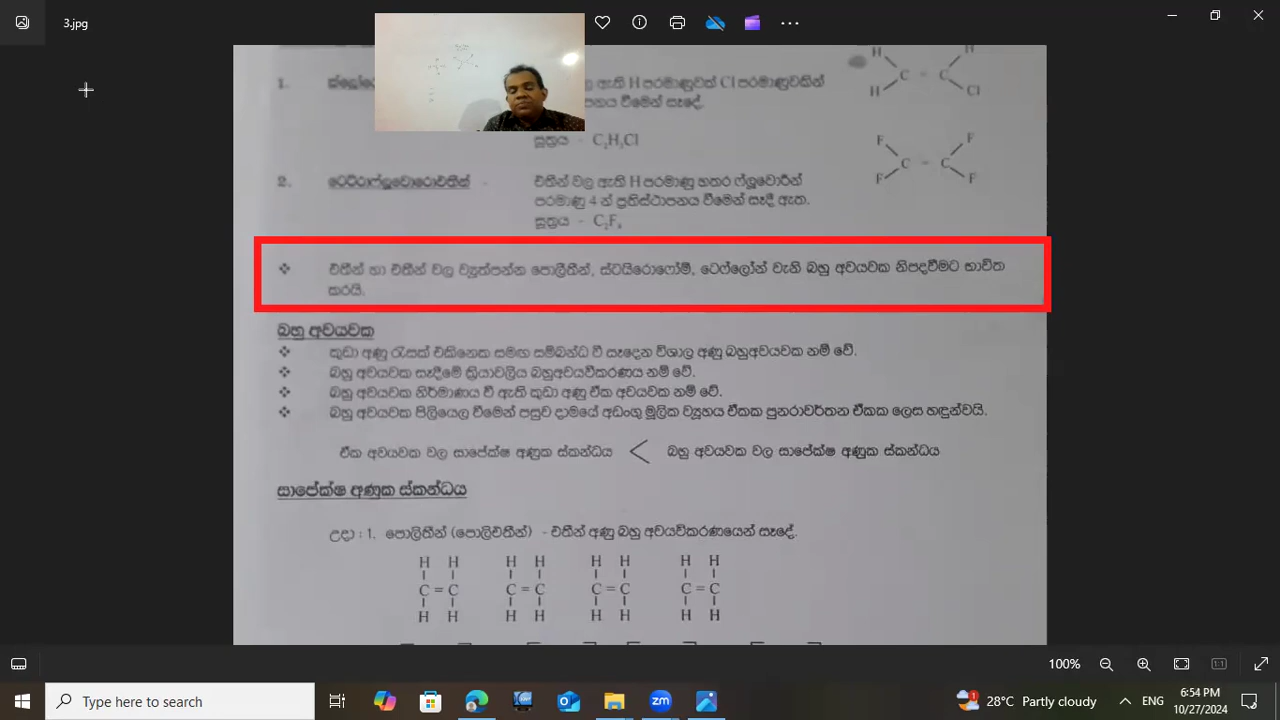 3.jpg
1.
ල ඇති H පරමාණුවක් Cl පරමාණුවකින්
පනය වීමෙන් සෑදේ.
සූත්‍රය - C₂H₃Cl
H H
C = C
H Cl
F F
C = C
F F
2. ටෙට්රාෆ්ලුවොරොඑතීන් - එතීන් වල ඇති H පරමාණු හතර ෆ්ලූවොරීන්
පරමාණු 4 න් ප්‍රතිස්ථාපනය වීමෙන් සෑදී ඇත.
සූත්‍රය - C₂F₄
❖ එතීන් හා එතීන් වල ව්‍යුත්පන්න පොලිතීන්, ස්ටයිරොෆෝම්, ටෙෆ්ලෝන් වැනි බහු අවයවක නිපදවීමට භාවිත
කරයි.
බහු අවයවක
❖ කුඩා අණු රැසක් එකිනෙක සමඟ සම්බන්ධ වී සෑදෙන විශාල අණු බහුඅවයවක නම් වේ.
❖ බහු අවයවක සෑදීමේ ක්‍රියාවලිය බහුඅවයවීකරණය නම් වේ.
❖ බහු අවයවක නිර්මාණය වී ඇති කුඩා අණු ඒක අවයවක නම් වේ.
❖ බහු අවයවක පිලියෙල වීමෙන් පසුව දාමයේ අඩංගු මූලික ව්‍යුහය ඒකක පුනරාවර්තන ඒකක ලෙස හඳුන්වයි.
ඒක අවයවක වල සාපේක්ෂ අණුක ස්කන්ධය < බහු අවයවක වල සාපේක්ෂ අණුක ස්කන්ධය
සාපේක්ෂ අණුක ස්කන්ධය
උදා : 1. පොලිතීන් (පොලිඑතීන්) - එතීන් අණු බහු අවයවිකරණයෙන් සෑදේ.
H H H H H H H H
C = C C = C C = C C = C
H H H H H H H H
100%
Type here to search
28°C Partly cloudy
ENG
6:54 PM
10/27/2024